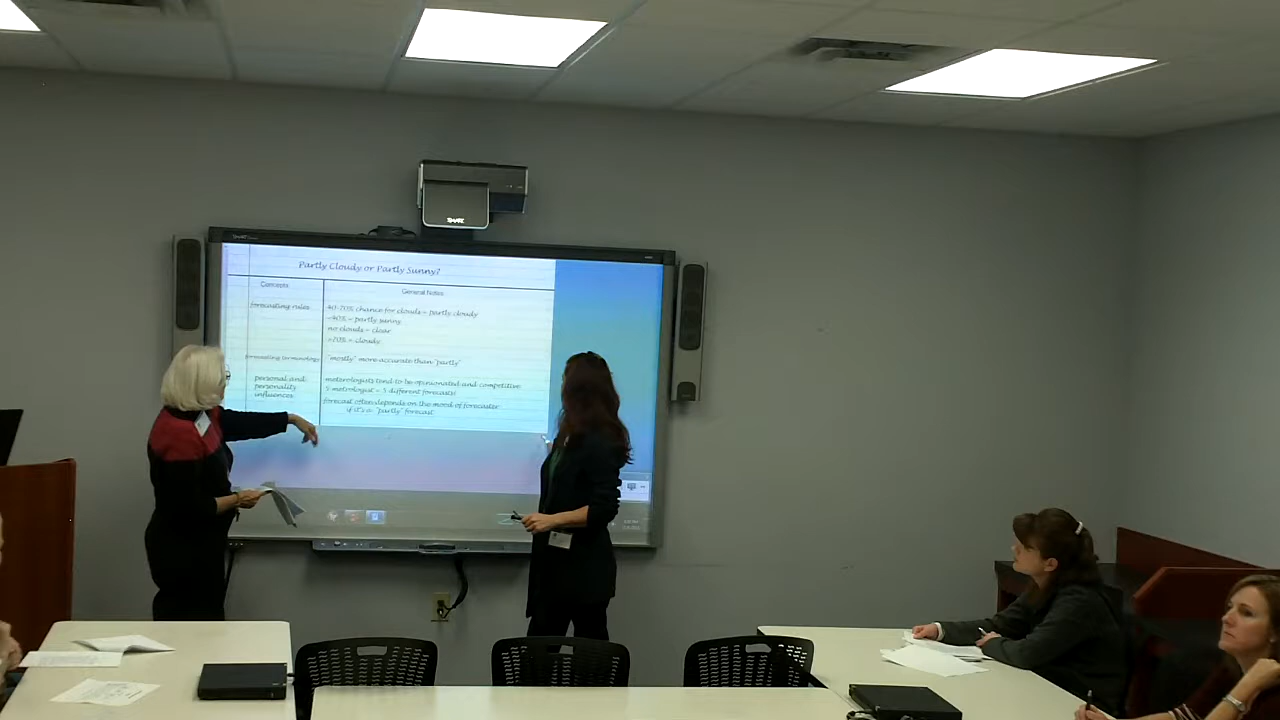 SMART
Partly Cloudy or Partly Sunny?
Concepts
General Notes
forecasting rules
40-70% chance for clouds = partly cloudy
<40% = partly sunny
no clouds = clear
>70% = cloudy
forecasting terminology
"mostly" more accurate than "partly"
personal and
personality
influences
meterologists tend to be opinionated and competitive
5 metrologist = 5 different forecasts!
forecast often depends on the mood of forecaster
if it's a "partly" forecast